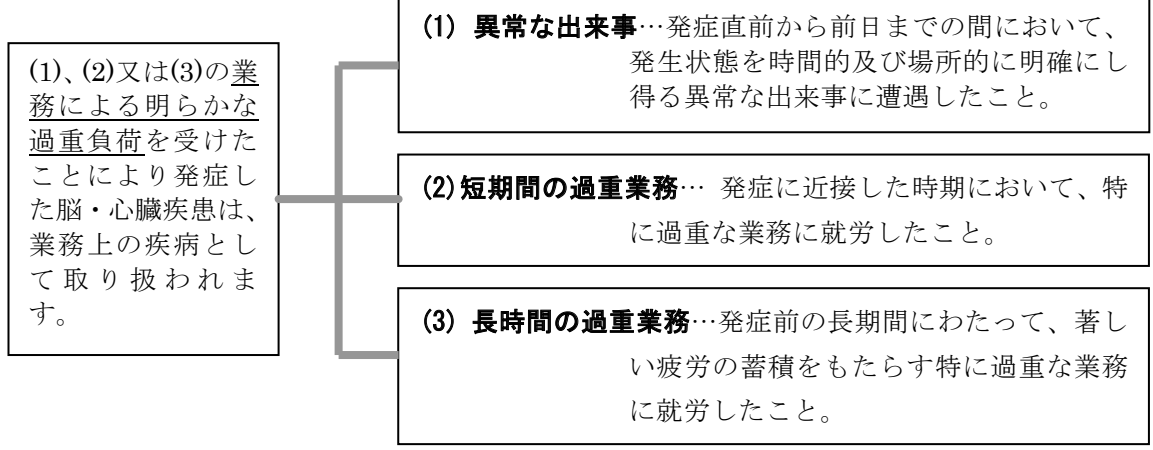 (1)、(2)又は(3)の業
務による明らかな
過重負荷を受けた
ことにより発症し
た脳・心臓疾患は、
業務上の疾病とし
て取り扱われま
す。
(1) 異常な出来事…発症直前から前日までの間において、
発生状態を時間的及び場所的に明確にし
得る異常な出来事に遭遇したこと。
(2)短期間の過重業務… 発症に近接した時期において、特
に過重な業務に就労したこと。
(3) 長時間の過重業務…発症前の長期間にわたって、著し
い疲労の蓄積をもたらす特に過重な業務
に就労したこと。